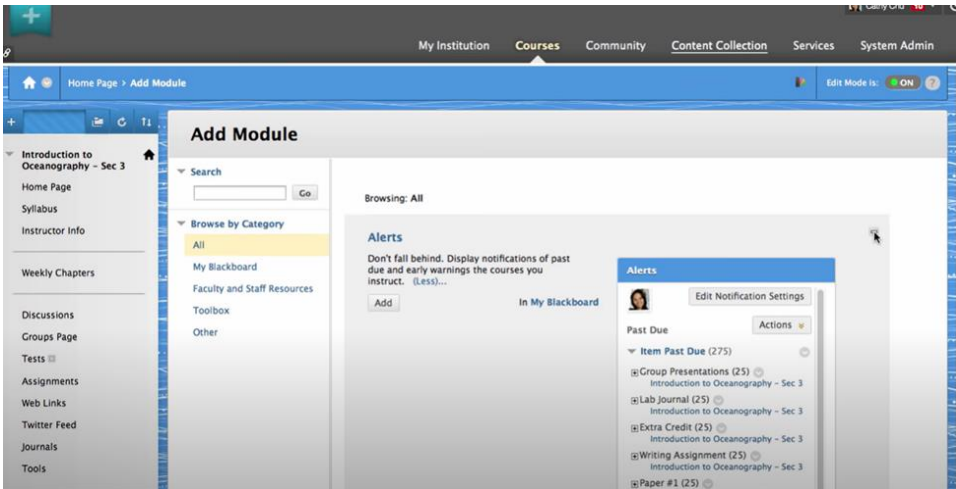 Cathy Chu 10
My Institution Courses Community Content Collection Services System Admin
Home Page > Add Module
Edit Mode is: ON ?
Introduction to
Oceanography – Sec 3
Home Page
Syllabus
Instructor Info
Weekly Chapters
Discussions
Groups Page
Tests
Assignments
Web Links
Twitter Feed
Journals
Tools
Add Module
Search
Go
Browse by Category
All
My Blackboard
Faculty and Staff Resources
Toolbox
Other
Browsing: All
Alerts
Don't fall behind. Display notifications of past
due and early warnings the courses you
instruct. (Less)...
Add
In My Blackboard
Alerts
Edit Notification Settings
Actions
Past Due
Item Past Due (275)
Group Presentations (25)
Introduction to Oceanography – Sec 3
Lab Journal (25)
Introduction to Oceanography – Sec 3
Extra Credit (25)
Introduction to Oceanography – Sec 3
Writing Assignment (25)
Introduction to Oceanography – Sec 3
Paper #1 (25)